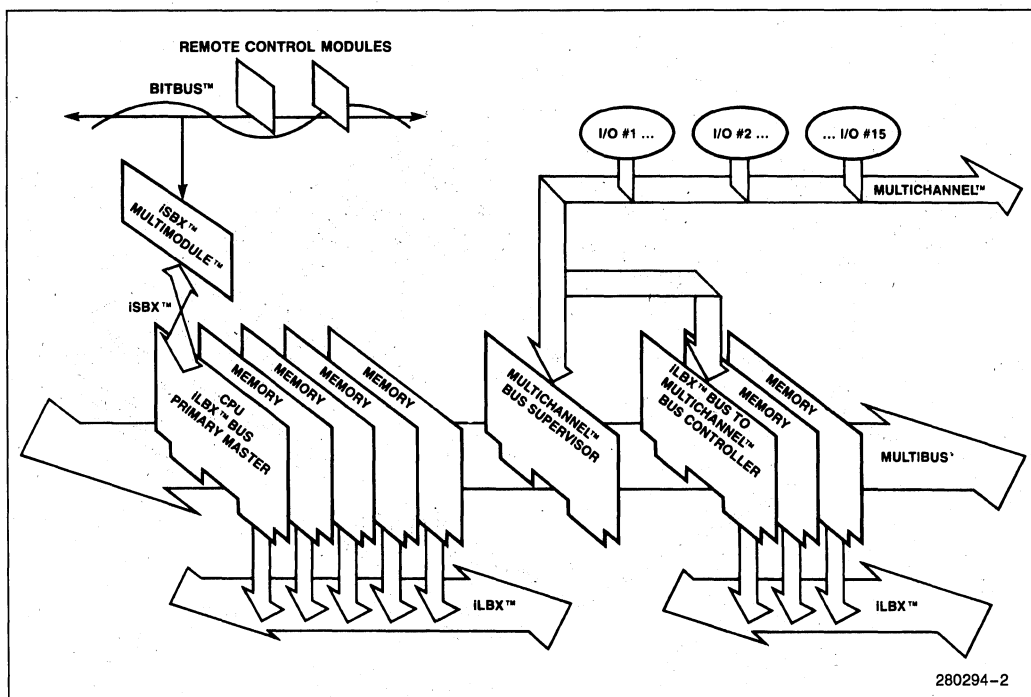 REMOTE CONTROL MODULES
BITBUS™
I/O #1 ...
I/O #2 ...
... I/O #15
MULTICHANNEL™
iSBX™
MULTIMODULE™
iSBX™
CPU
iLBX™ BUS
PRIMARY MASTER
MEMORY
MEMORY
MEMORY
MEMORY
MULTICHANNEL™
BUS SUPERVISOR
iLBX™ BUS TO
MULTICHANNEL™
BUS CONTROLLER
MEMORY
MEMORY
MULTIBUS
iLBX™
iLBX™
280294-2